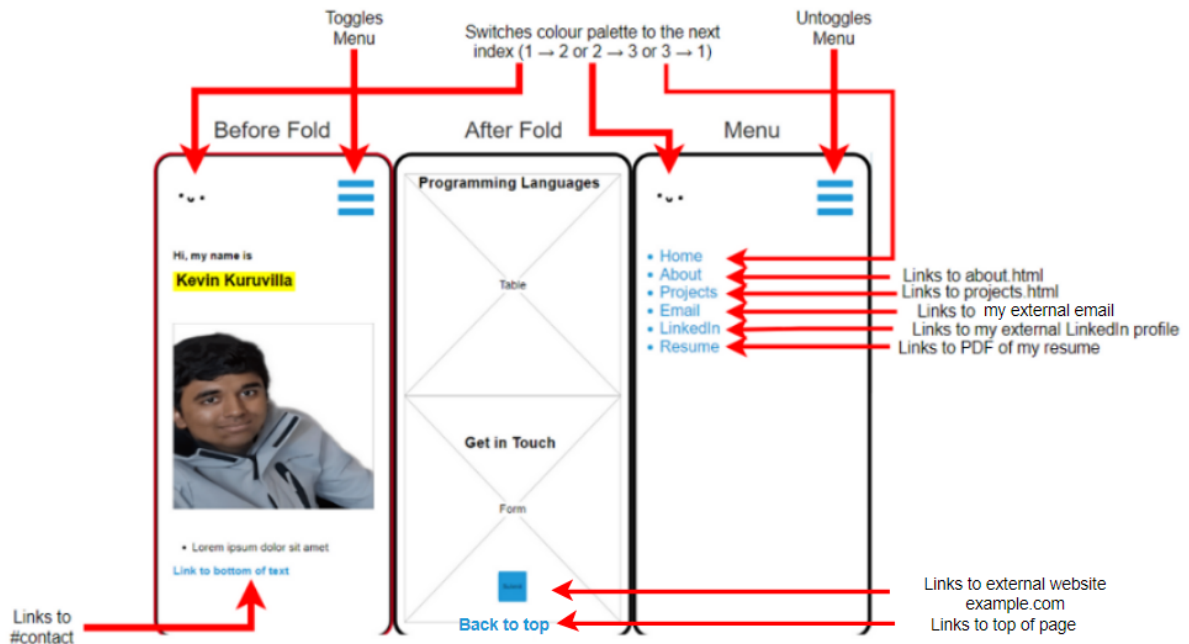 Toggles
Menu
Switches colour palette to the next
index (1 → 2 or 2 → 3 or 3 → 1)
Untoggles
Menu
Before Fold
After Fold
Menu
Hi, my name is
Kevin Kuruvilla
Lorem ipsum dolor sit amet
Link to bottom of text
Links to
#contact
Programming Languages
Table
Get in Touch
Form
Back to top
• Home
• About
• Projects
• Email
• LinkedIn
• Resume
Links to about.html
Links to projects.html
Links to my external email
Links to my external LinkedIn profile
Links to PDF of my resume
Links to external website
example.com
Links to top of page